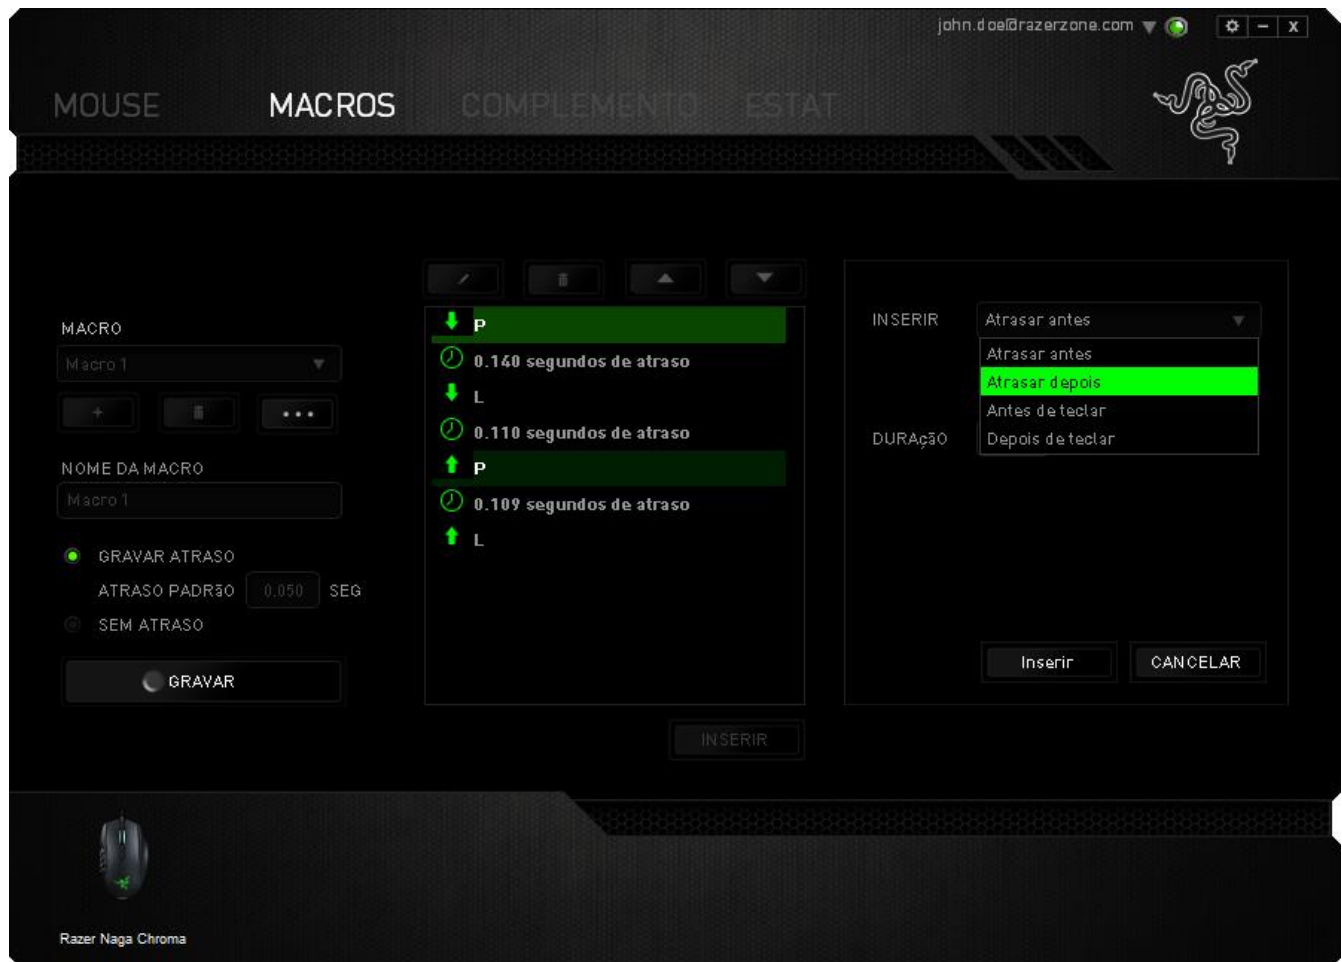 john.doe@razerzone.com
X
MOUSE MACROS COMPLEMENTO ESTAT
MACRO
Macro 1
+
NOME DA MACRO
Macro 1
GRAVAR ATRASO
ATRASO PADRãO 0.050 SEG
SEM ATRASO
GRAVAR
P
0.140 segundos de atraso
L
0.110 segundos de atraso
P
0.109 segundos de atraso
L
INSERIR
INSERIR Atrasar antes
Atrasar antes
Atrasar depois
Antes de teclar
Depois de teclar
DURAçãO
Inserir CANCELAR
Razer Naga Chroma